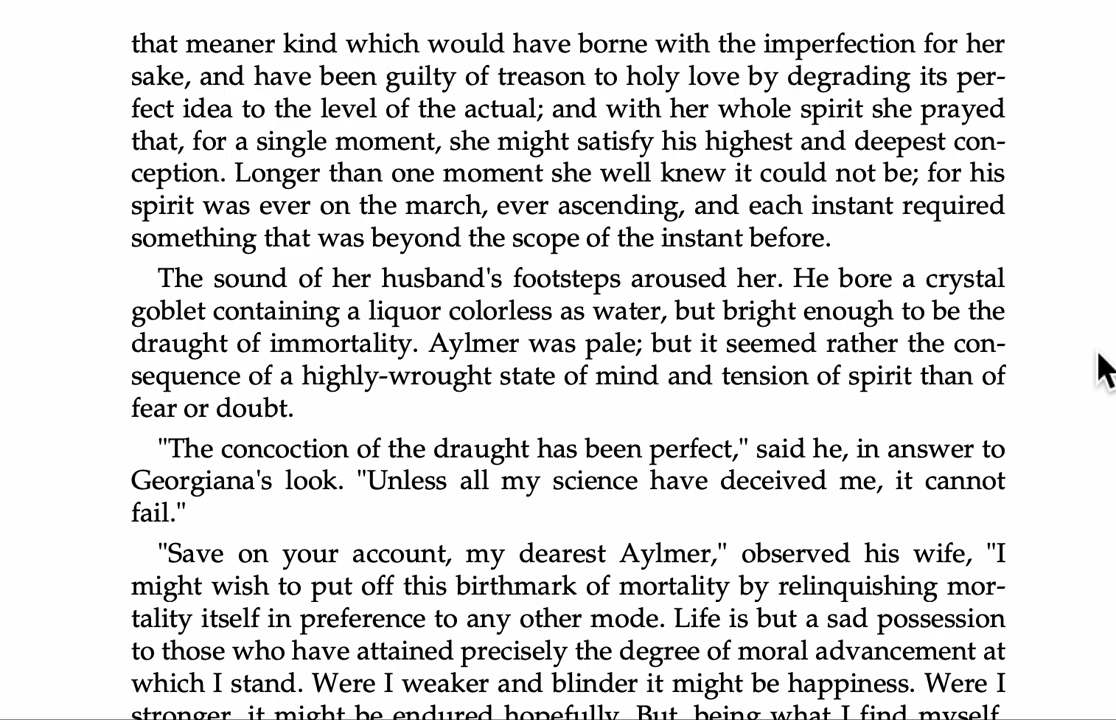 that meaner kind which would have borne with the imperfection for her
sake, and have been guilty of treason to holy love by degrading its per-
fect idea to the level of the actual; and with her whole spirit she prayed
that, for a single moment, she might satisfy his highest and deepest con-
ception. Longer than one moment she well knew it could not be; for his
spirit was ever on the march, ever ascending, and each instant required
something that was beyond the scope of the instant before.
The sound of her husband's footsteps aroused her. He bore a crystal
goblet containing a liquor colorless as water, but bright enough to be the
draught of immortality. Aylmer was pale; but it seemed rather the con-
sequence of a highly-wrought state of mind and tension of spirit than of
fear or doubt.
"The concoction of the draught has been perfect," said he, in answer to
Georgiana's look. "Unless all my science have deceived me, it cannot
fail."
"Save on your account, my dearest Aylmer," observed his wife, "I
might wish to put off this birthmark of mortality by relinquishing mor-
tality itself in preference to any other mode. Life is but a sad possession
to those who have attained precisely the degree of moral advancement at
which I stand. Were I weaker and blinder it might be happiness. Were I
stronger, it might be endured hopefully. But, being what I find myself,